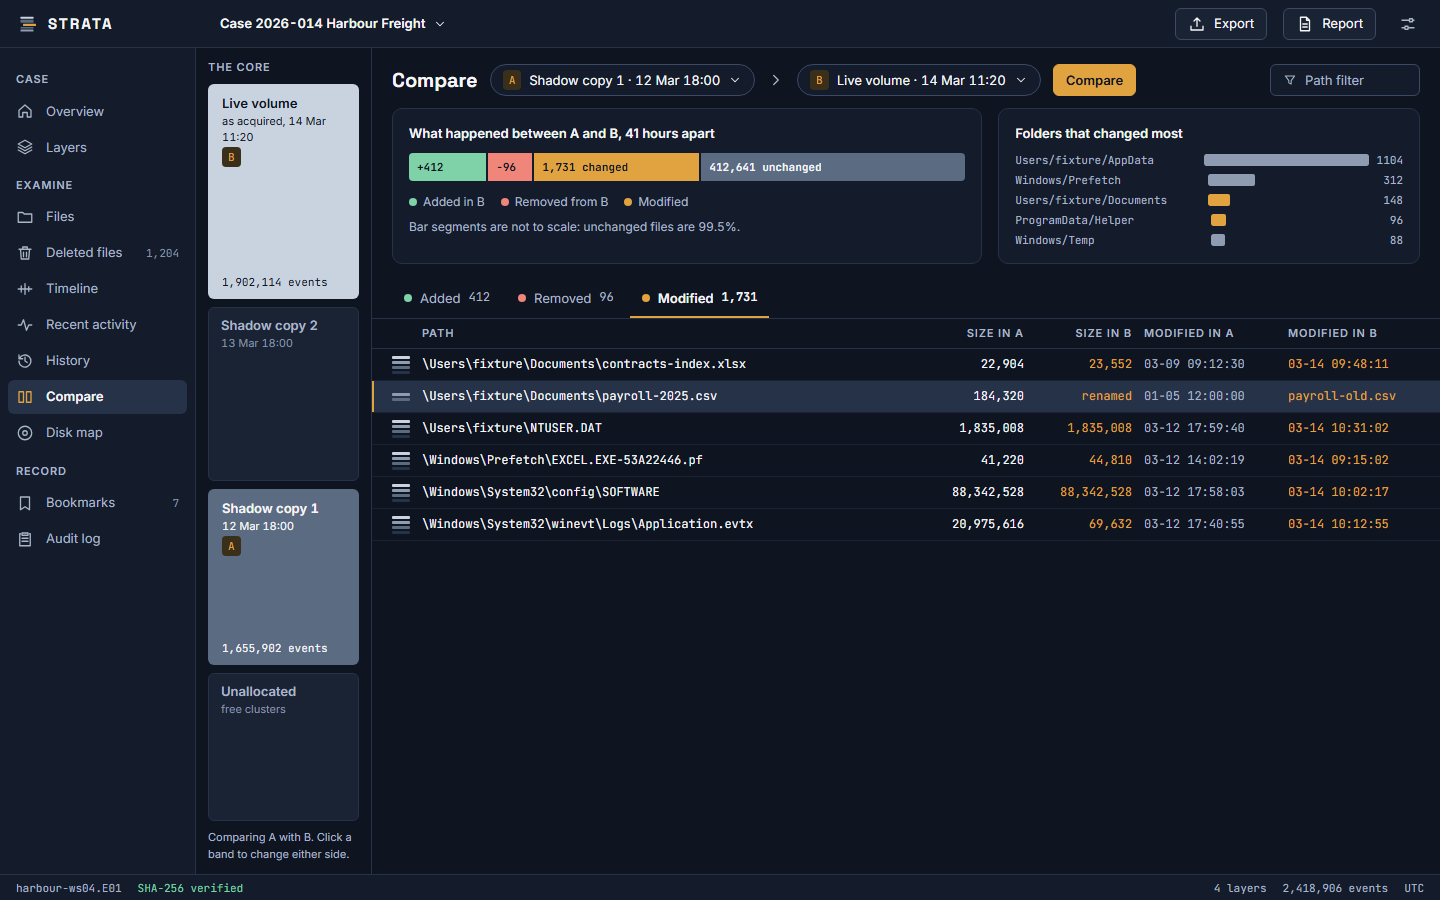 STRATA
Case 2026-014 Harbour Freight
Export
Report
CASE
Overview
Layers
EXAMINE
Files
Deleted files 1,204
Timeline
Recent activity
History
Compare
Disk map
RECORD
Bookmarks 7
Audit log
THE CORE
Live volume
as acquired, 14 Mar
11:20
B
1,902,114 events
Shadow copy 2
13 Mar 18:00
Shadow copy 1
12 Mar 18:00
A
1,655,902 events
Unallocated
free clusters
Comparing A with B. Click a
band to change either side.
Compare
A Shadow copy 1 · 12 Mar 18:00
B Live volume · 14 Mar 11:20
Compare
Path filter
What happened between A and B, 41 hours apart
+412 -96 1,731 changed 412,641 unchanged
Added in B Removed from B Modified
Bar segments are not to scale: unchanged files are 99.5%.
Folders that changed most
Users/fixture/AppData 1104
Windows/Prefetch 312
Users/fixture/Documents 148
ProgramData/Helper 96
Windows/Temp 88
Added 412 Removed 96 Modified 1,731
PATH SIZE IN A SIZE IN B MODIFIED IN A MODIFIED IN B
\Users\fixture\Documents\contracts-index.xlsx 22,904 23,552 03-09 09:12:30 03-14 09:48:11
\Users\fixture\Documents\payroll-2025.csv 184,320 renamed 01-05 12:00:00 payroll-old.csv
\Users\fixture\NTUSER.DAT 1,835,008 1,835,008 03-12 17:59:40 03-14 10:31:02
\Windows\Prefetch\EXCEL.EXE-53A22446.pf 41,220 44,810 03-12 14:02:19 03-14 09:15:02
\Windows\System32\config\SOFTWARE 88,342,528 88,342,528 03-12 17:58:03 03-14 10:02:17
\Windows\System32\winevt\Logs\Application.evtx 20,975,616 69,632 03-12 17:40:55 03-14 10:12:55
harbour-ws04.E01 SHA-256 verified
4 layers 2,418,906 events UTC